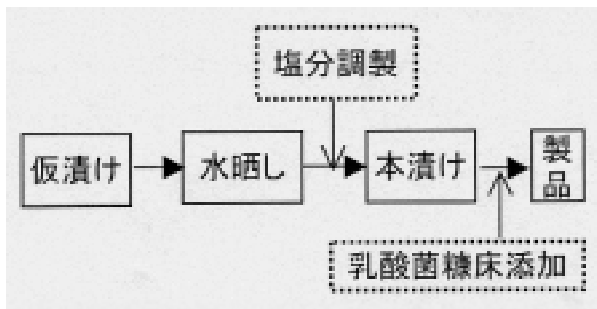 塩分調製
仮漬け
水晒し
本漬け
製品
乳酸菌糠床添加